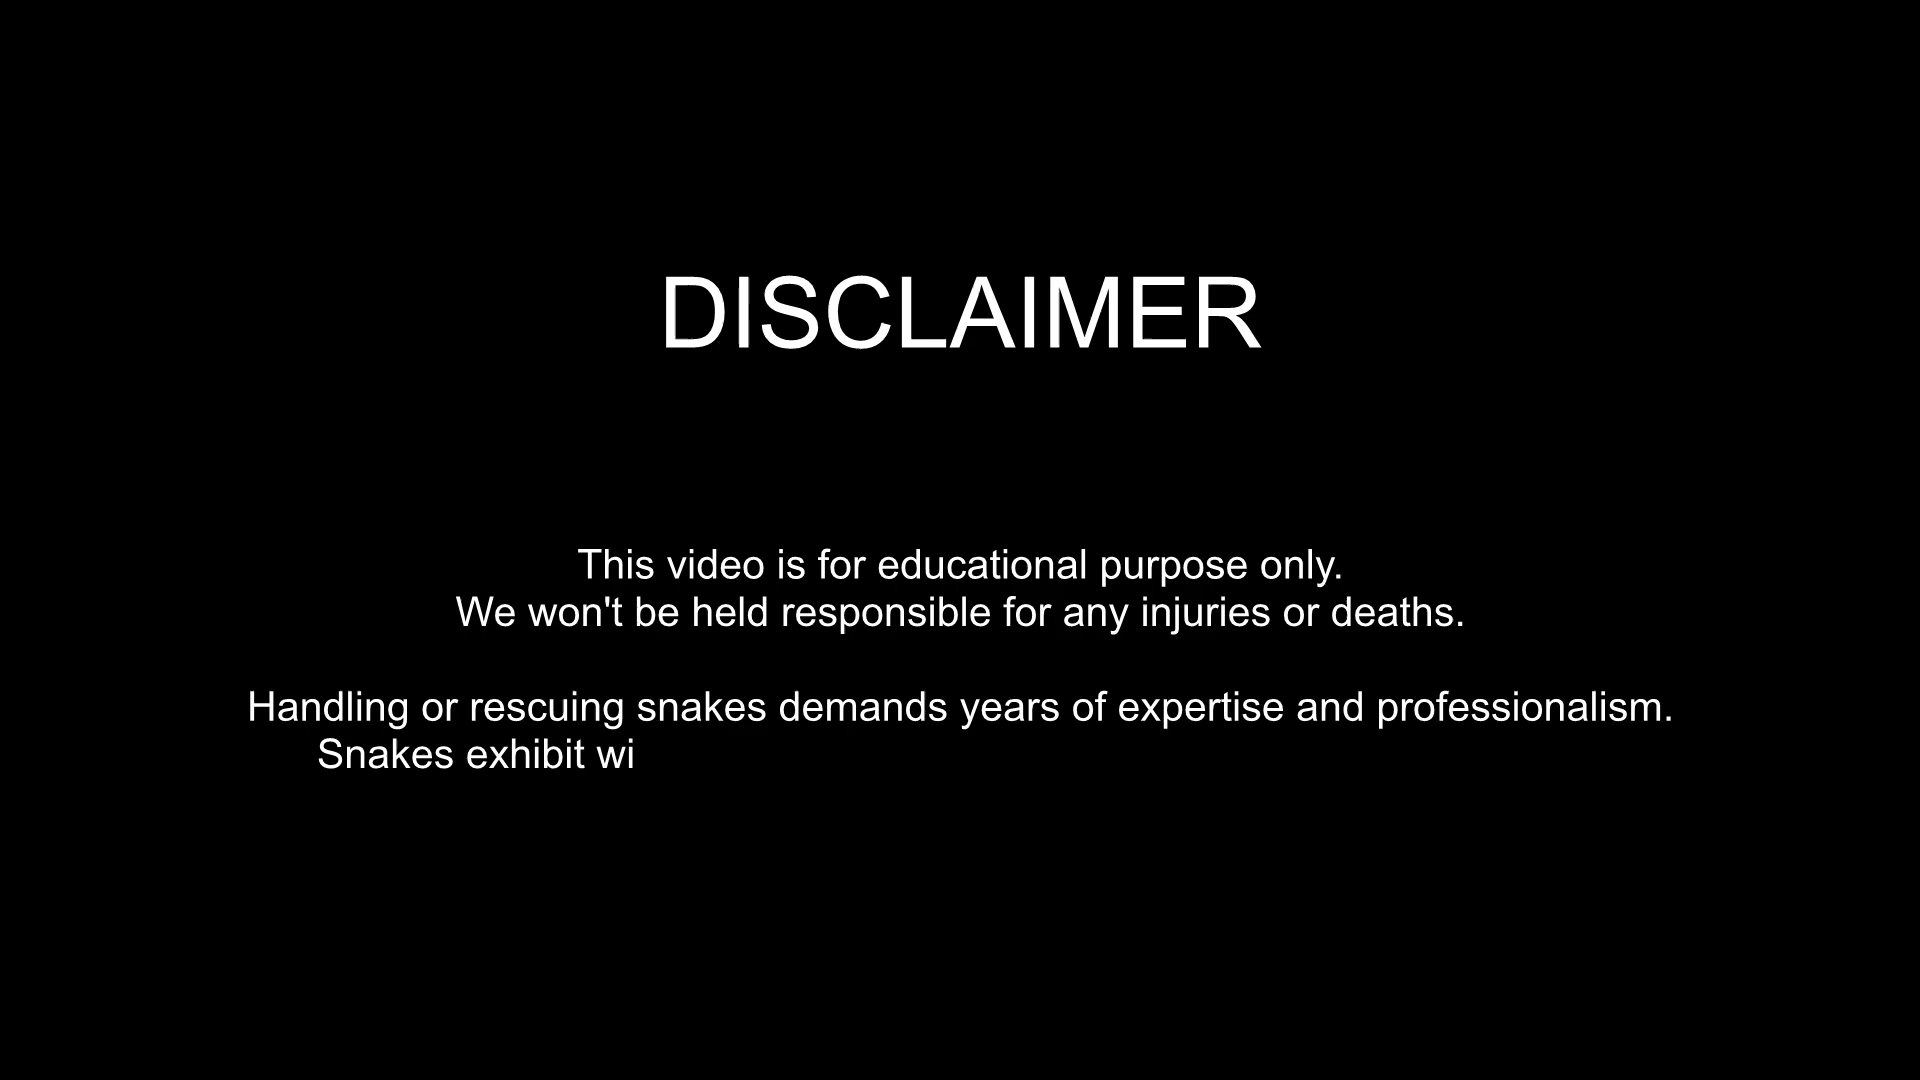 DISCLAIMER
This video is for educational purpose only.
We won't be held responsible for any injuries or deaths.
Handling or rescuing snakes demands years of expertise and professionalism.
Snakes exhibit wi